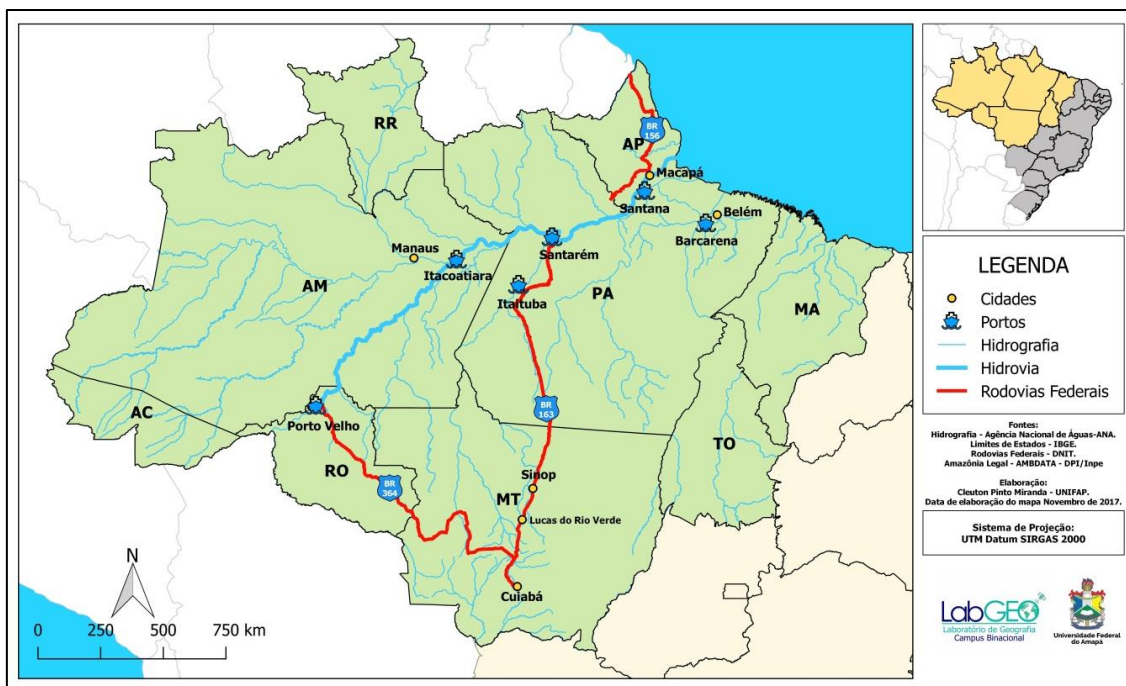 RR
AP
BR
156
Macapá
Santana
Belém
Barcarena
Manaus
Itacoatiara
Santarém
Itaituba
AM
PA
MA
AC
Porto Velho
BR
163
TO
RO
BR
364
Sinop
MT
Lucas do Rio Verde
Cuiabá
N
0 250 500 750 km
LEGENDA
Cidades
Portos
Hidrografia
Hidrovia
Rodovias Federais
Fontes:
Hidrografia - Agência Nacional de Águas-ANA.
Limites de Estados - IBGE.
Rodovias Federais - DNIT.
Amazônia Legal - AMBDATA - DPI/Inpe
Elaboração:
Cleuton Pinto Miranda - UNIFAP.
Data de elaboração do mapa Novembro de 2017.
Sistema de Projeção:
UTM Datum SIRGAS 2000
LabGEO
Laboratório de Geografia
Campus Binacional
Universidade Federal
do Amapá